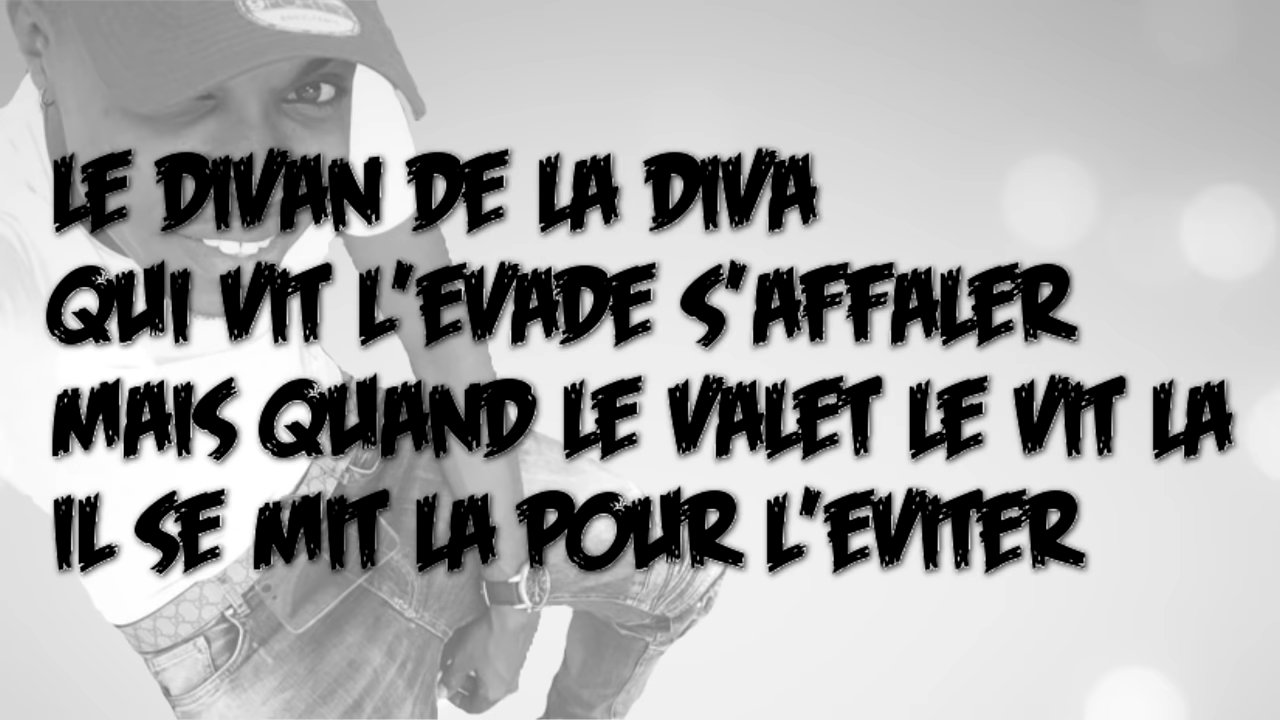 LE DIVAN DE LA DIVA
QUI VIT L'EVADE S'AFFALER
MAIS QUAND LE VALET LE VIT LA
IL SE MIT LA POUR L'EVITER